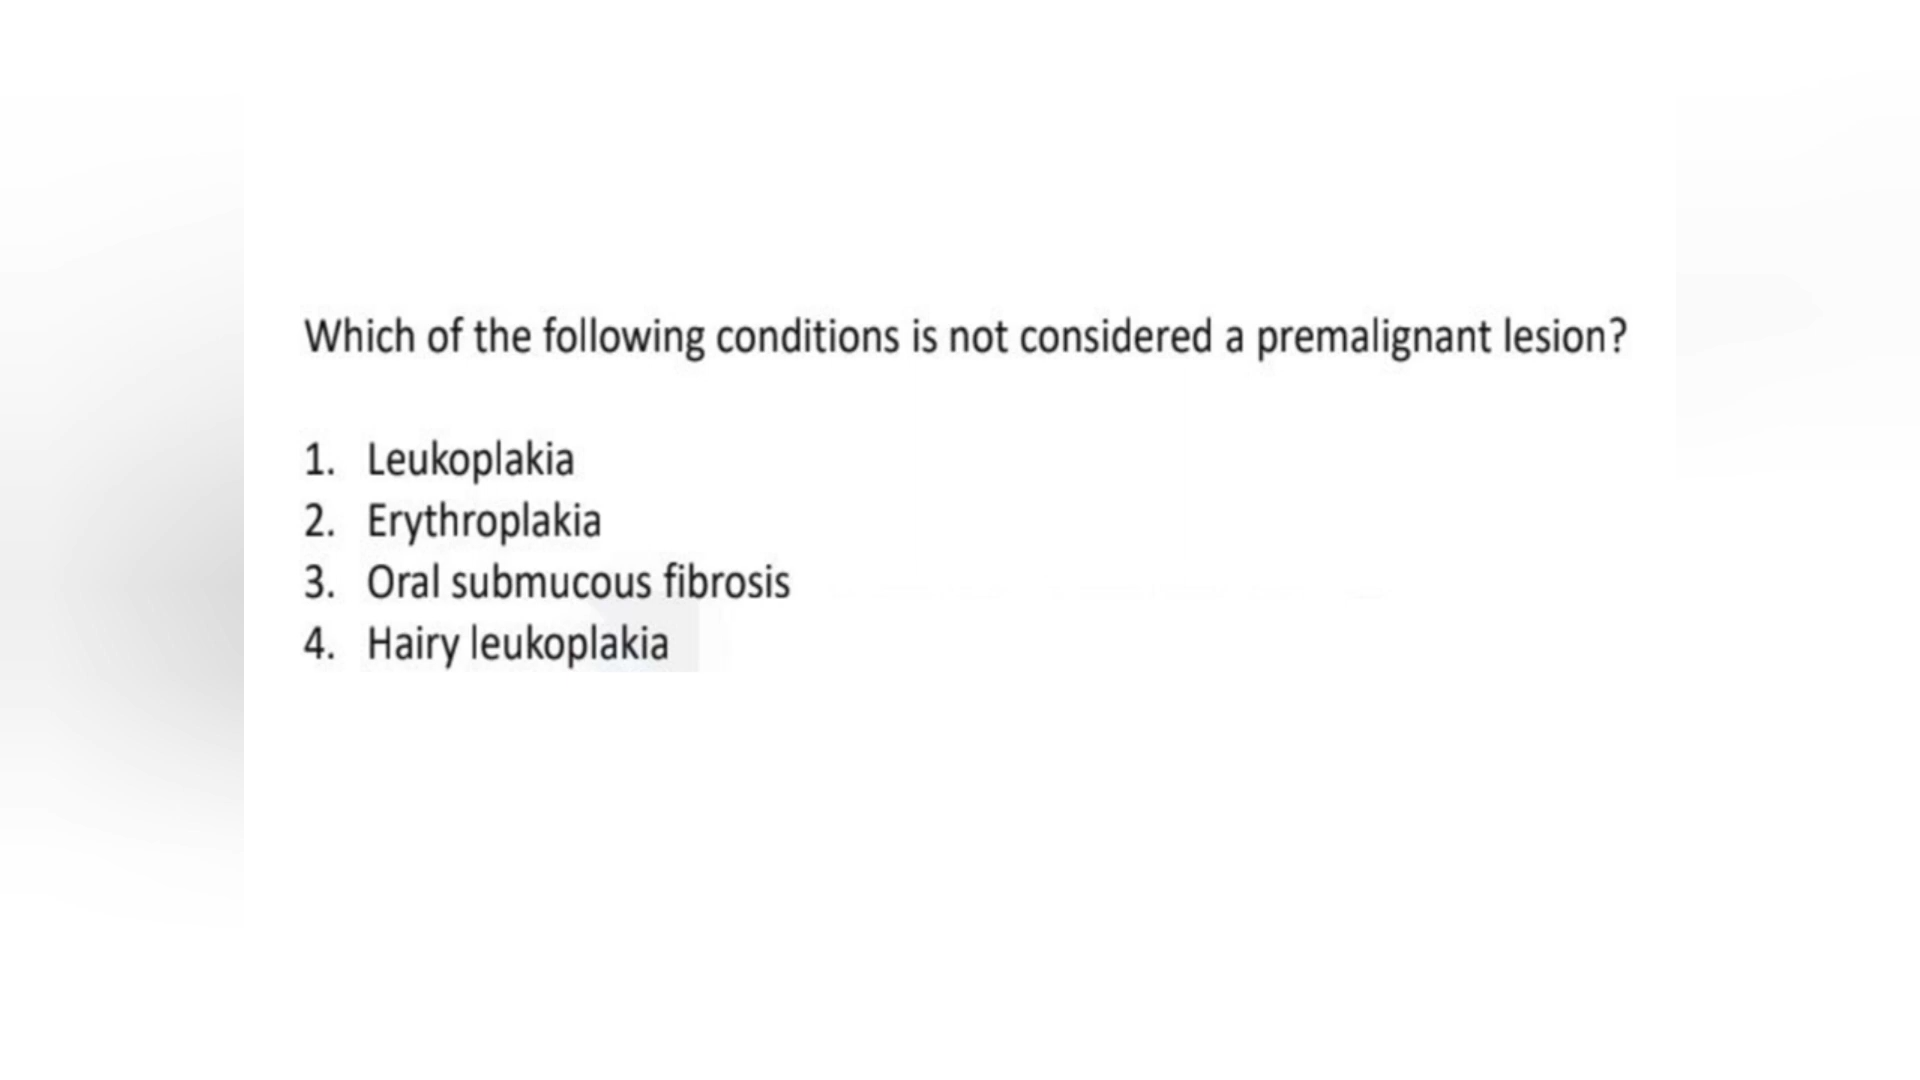 Which of the following conditions is not considered a premalignant lesion?
1. Leukoplakia
2. Erythroplakia
3. Oral submucous fibrosis
4. Hairy leukoplakia